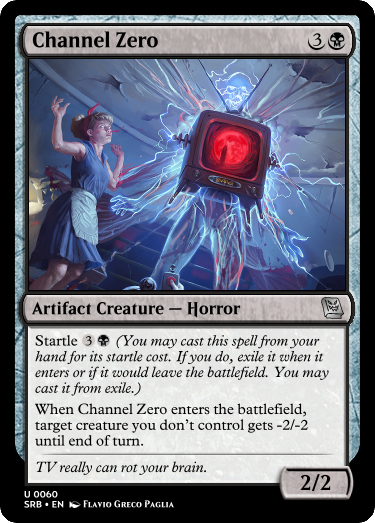 Channel Zero 3
Artifact Creature — Horror
Startle 3 (You may cast this spell from your
hand for its startle cost. If you do, exile it when it
enters or if it would leave the battlefield. You may
cast it from exile.)
When Channel Zero enters the battlefield,
target creature you don't control gets -2/-2
until end of turn.
TV really can rot your brain.
2/2
U 0060
SRB • EN Flavio Greco Paglia